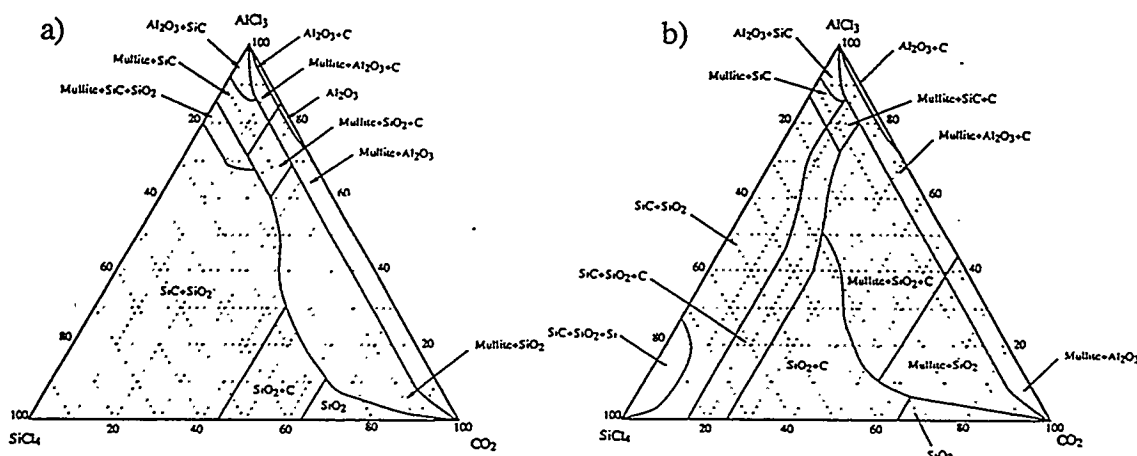 a)
AlCl3
100
Al2O3+SiC
Al2O3+C
Mullite+SiC
Mullite+Al2O3+C
Mullite+SiC+SiO2
Al2O3
20
80
Mullite+SiO2+C
Mullite+Al2O3
40
60
60
40
SiC+SiO2
80
20
Mullite+SiO2
SiO2+C
SiO2
100
20
40
60
80
100
SiCl4
CO2
b)
AlCl3
100
Al2O3+SiC
Al2O3+C
Mullite+SiC
Mullite+SiC+C
20
80
Mullite+Al2O3+C
40
60
SiC+SiO2
60
40
SiC+SiO2+C
Mullite+SiO2+C
SiC+SiO2+Si
80
20
Mullite+Al2O3
SiO2+C
Mullite+SiO2
100
20
40
60
80
100
SiCl4
CO2
SiO2